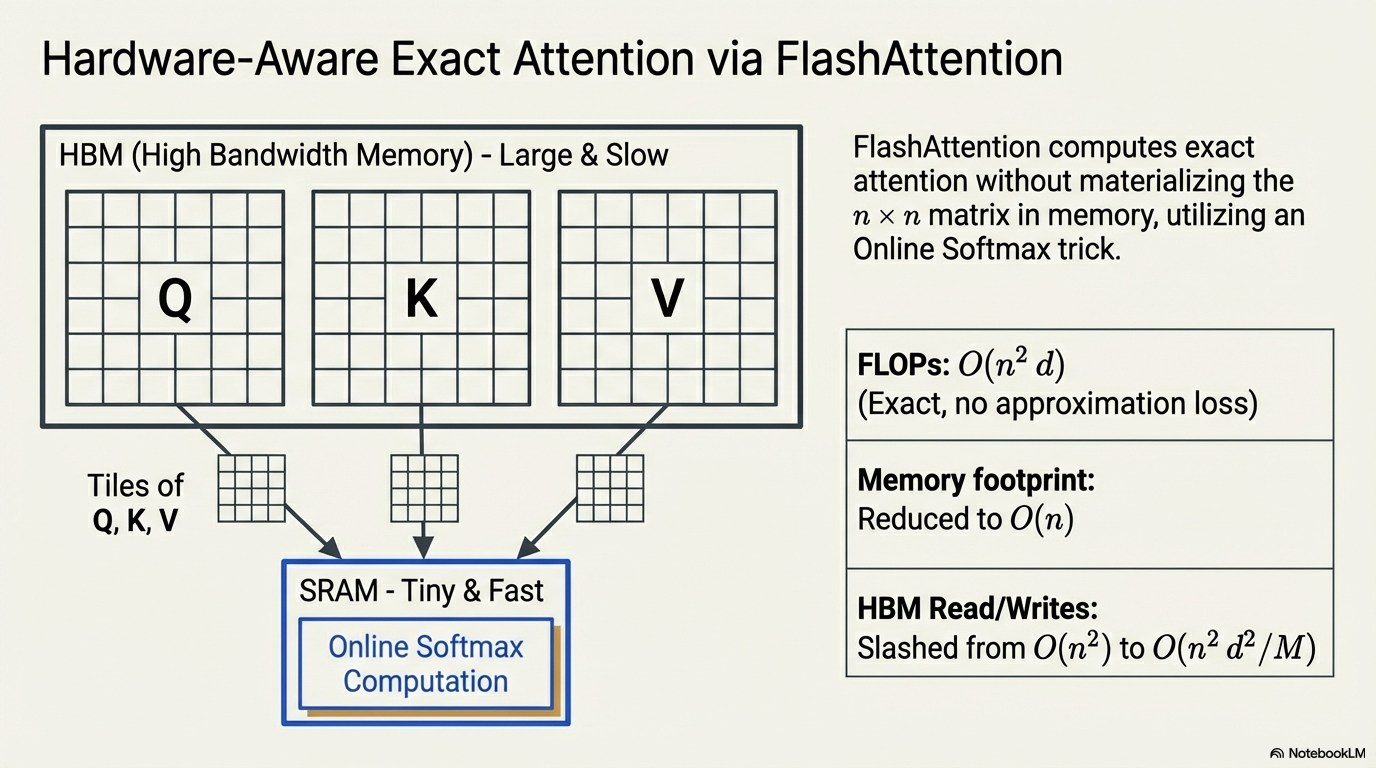 Hardware-Aware Exact Attention via FlashAttention
HBM (High Bandwidth Memory) - Large & Slow
Q
K
V
Tiles of
Q, K, V
SRAM - Tiny & Fast
Online Softmax
Computation
FlashAttention computes exact
attention without materializing the
n × n matrix in memory, utilizing an
Online Softmax trick.
FLOPs: O(n² d)
(Exact, no approximation loss)
Memory footprint:
Reduced to O(n)
HBM Read/Writes:
Slashed from O(n²) to O(n² d²/M)
NotebookLM